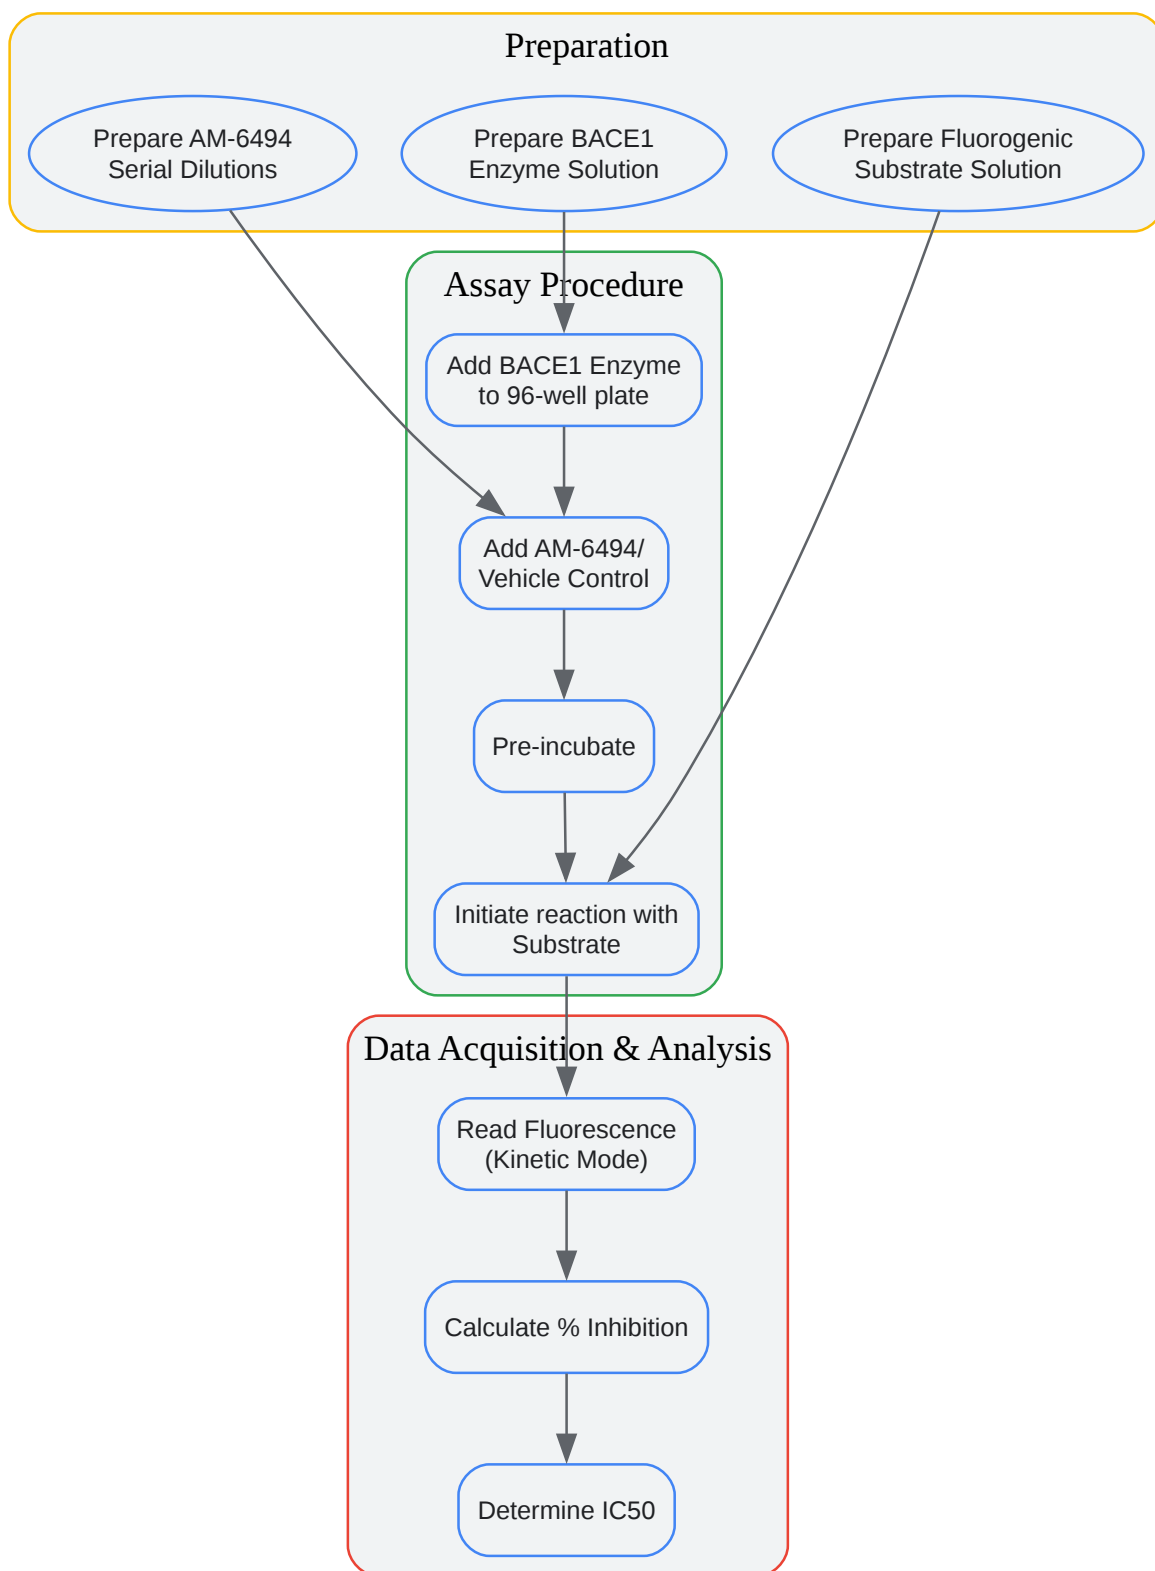 Preparation
Prepare AM-6494
Serial Dilutions
Prepare BACE1
Enzyme Solution
Prepare Fluorogenic
Substrate Solution
Assay Procedure
Add BACE1 Enzyme
to 96-well plate
Add AM-6494/
Vehicle Control
Pre-incubate
Initiate reaction with
Substrate
Data Acquisition & Analysis
Read Fluorescence
(Kinetic Mode)
Calculate % Inhibition
Determine IC50